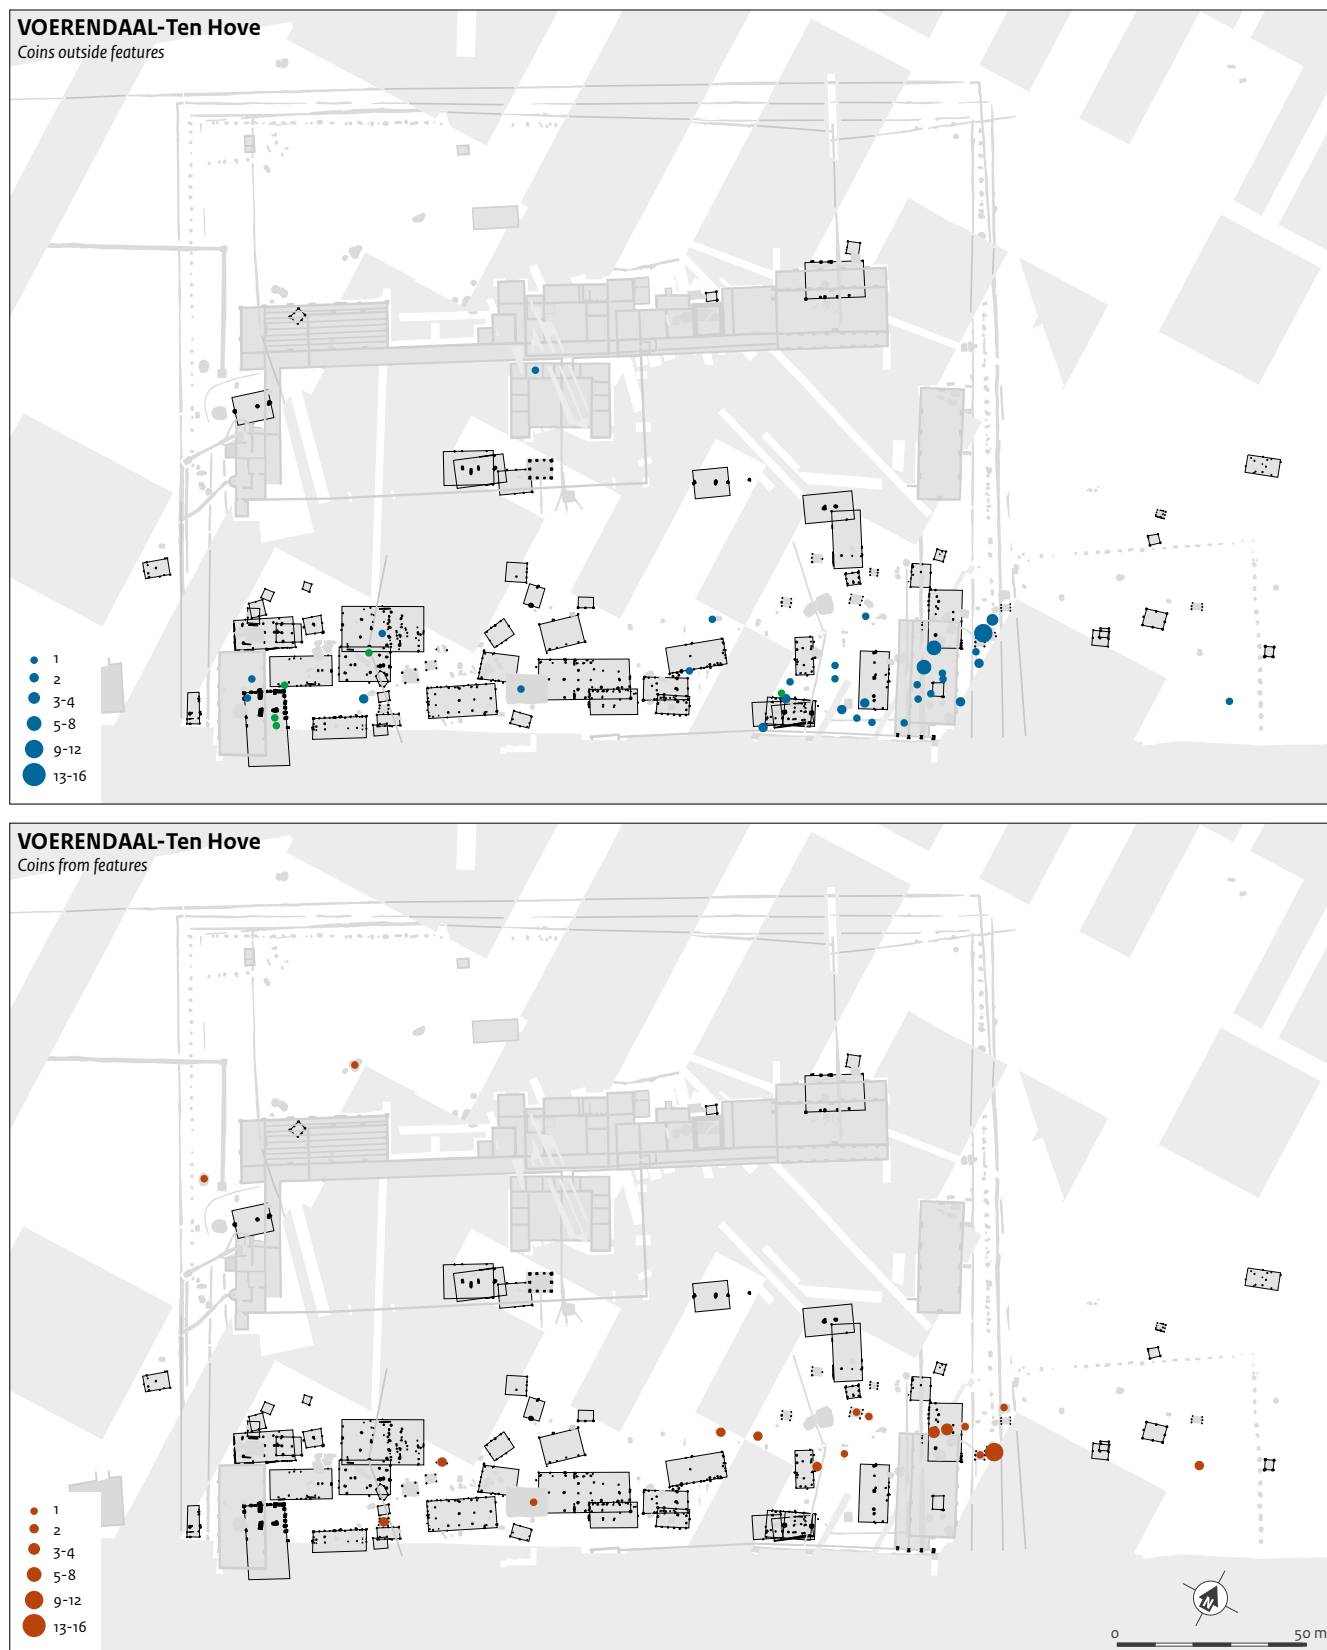 VOERENDAAL-Ten Hove
Coins outside features
1
2
3-4
5-8
9-12
13-16
VOERENDAAL-Ten Hove
Coins from features
1
2
3-4
5-8
9-12
13-16
N
0 50 m